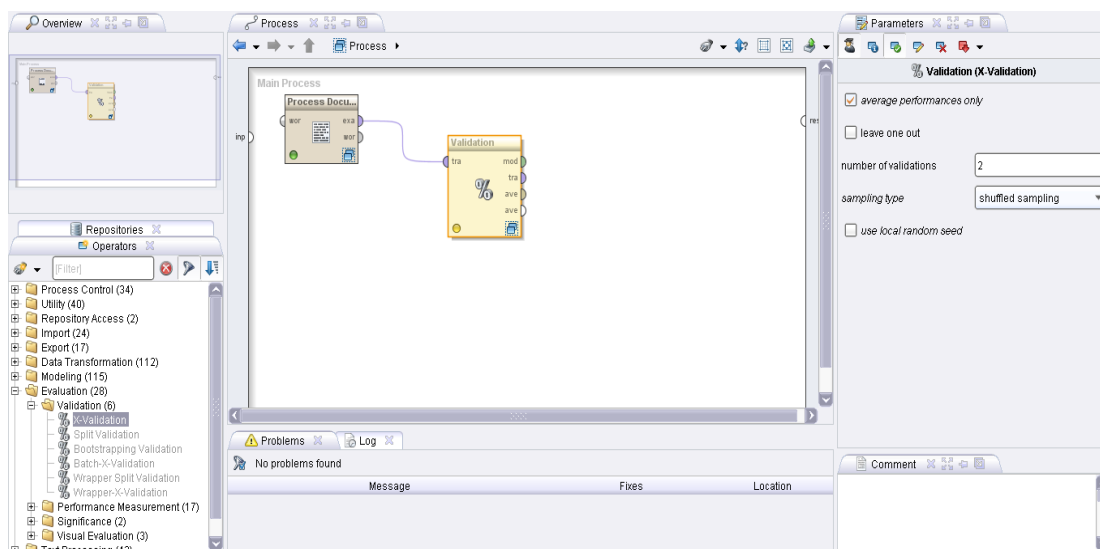 Overview
Process
Parameters
Process
Validation (X-Validation)
Main Process
Process Docu...
wor
exa
wor
inp
res
Validation
tra
mod
tra
ave
ave
average performances only
leave one out
number of validations
2
sampling type
shuffled sampling
use local random seed
Repositories
Operators
[Filter]
Process Control (34)
Utility (40)
Repository Access (2)
Import (24)
Export (17)
Data Transformation (112)
Modeling (115)
Evaluation (28)
Validation (6)
X-Validation
Split Validation
Bootstrapping Validation
Batch-X-Validation
Wrapper Split Validation
Wrapper-X-Validation
Performance Measurement (17)
Significance (2)
Visual Evaluation (3)
Problems
Log
No problems found
Message
Fixes
Location
Comment